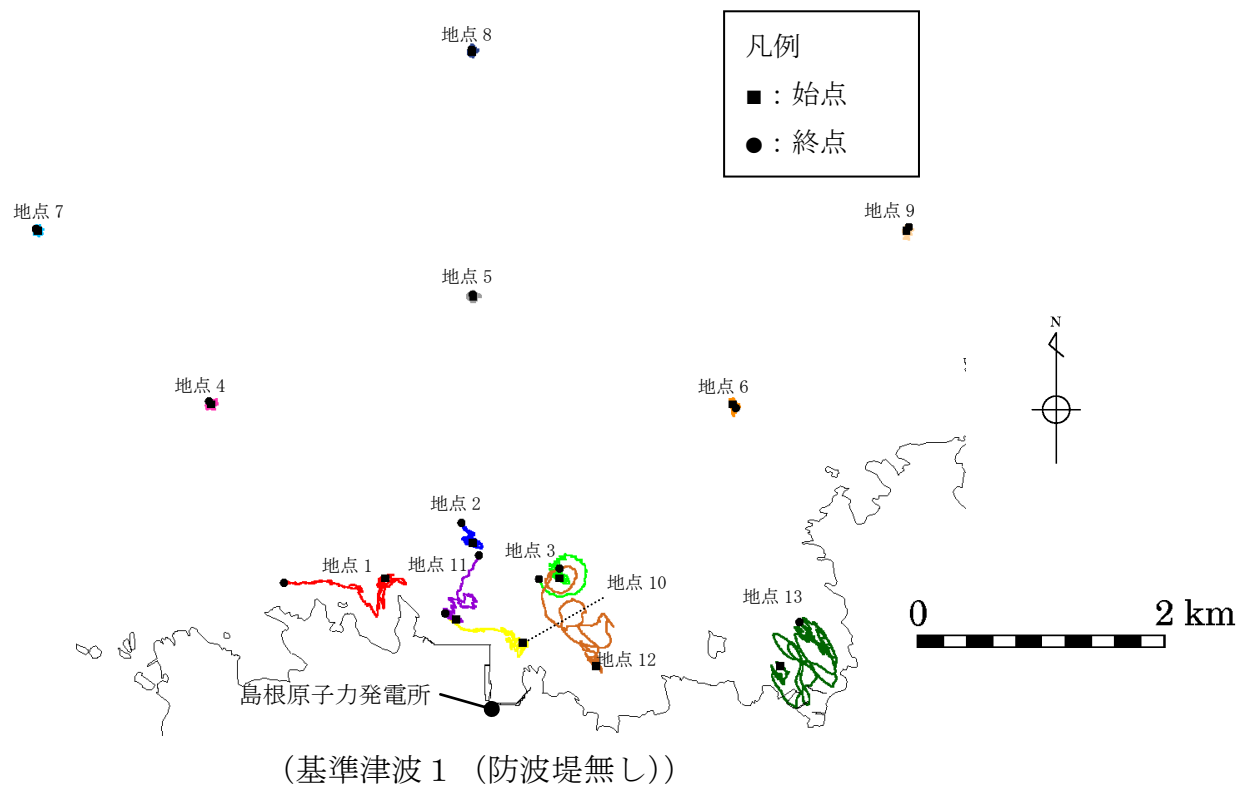 地点 8
凡例
■：始点
●：終点
地点 7
地点 9
地点 5
N
地点 4
地点 6
地点 2
地点 1
地点 11
地点 3
地点 10
地点 13
0
2 km
地点 12
島根原子力発電所
（基準津波１（防波堤無し））